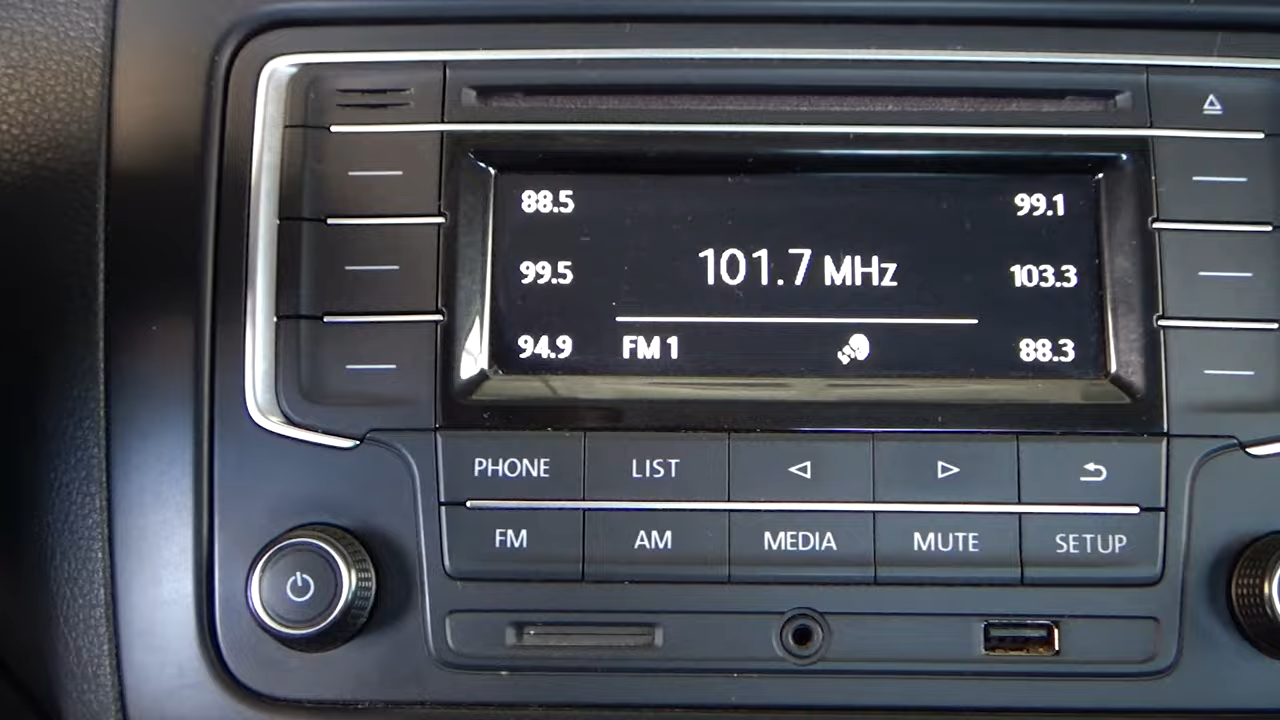 88.5 99.1
101.7 MHz
99.5 103.3
94.9 FM 1 88.3
PHONE LIST
FM AM MEDIA MUTE SETUP